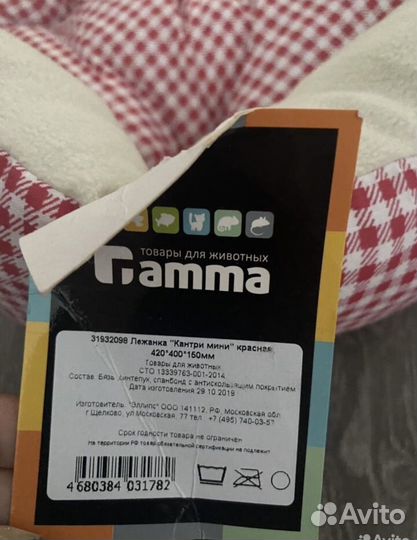 товары для животных
Гamma
31932098 Лежанка "Кантри мини" красная
420*400*150мм
Товары для животных
СТО 13339763-001-2014
Состав: Бязь, синтепух, спанбонд с антискользящим покрытием
Дата изготовления:29.10.2019
Изготовитель: "Эллипс" ООО 141112, РФ, Московская обл.
г.Щелково, ул.Московская, 77 тел.: +7 (495) 740-03-5
Срок годности товара не ограничен
На территории РФ товар обязательной сертификации не подлежит
4 680384 031782
Avito
Avito